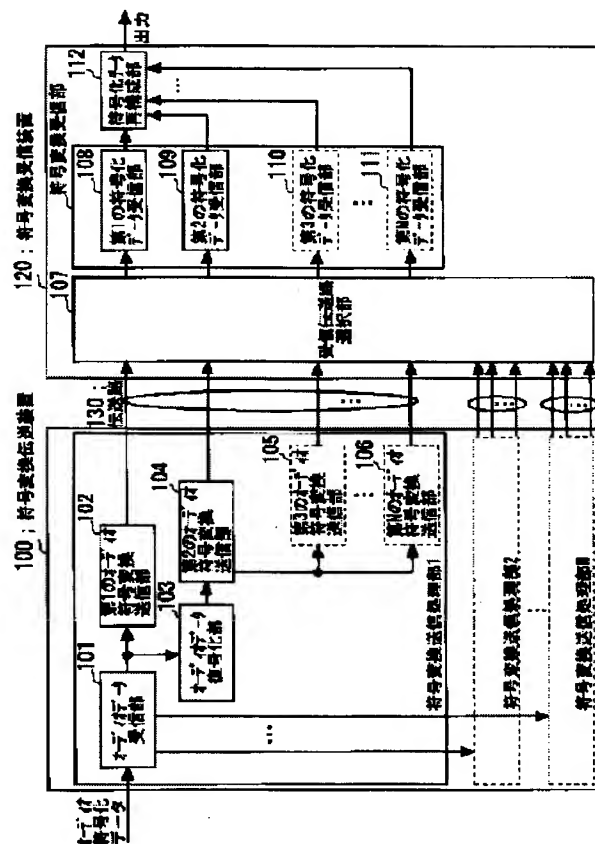 100 ; 符号変換伝送装置
120 ; 符号変換受信装置
オーディオ
符号化
データ
101
オーディオデータ
受信部
102
第1のオーディオ
符号変換
送信部
103
オーディオデータ
復号化部
104
第2のオーディオ
符号変換
送信部
105
第3のオーディオ
符号変換
送信部
106
第Nのオーディオ
符号変換
送信部
符号変換送信処理部1
符号変換送信処理部2
符号変換送信処理部M
130 ;
伝送路
107
受信伝送路
選択部
符号変換受信部
108
第1の符号化
データ受信部
109
第2の符号化
データ受信部
110
第3の符号化
データ受信部
111
第Nの符号化
データ受信部
112
符号化データ
再構成部
出力